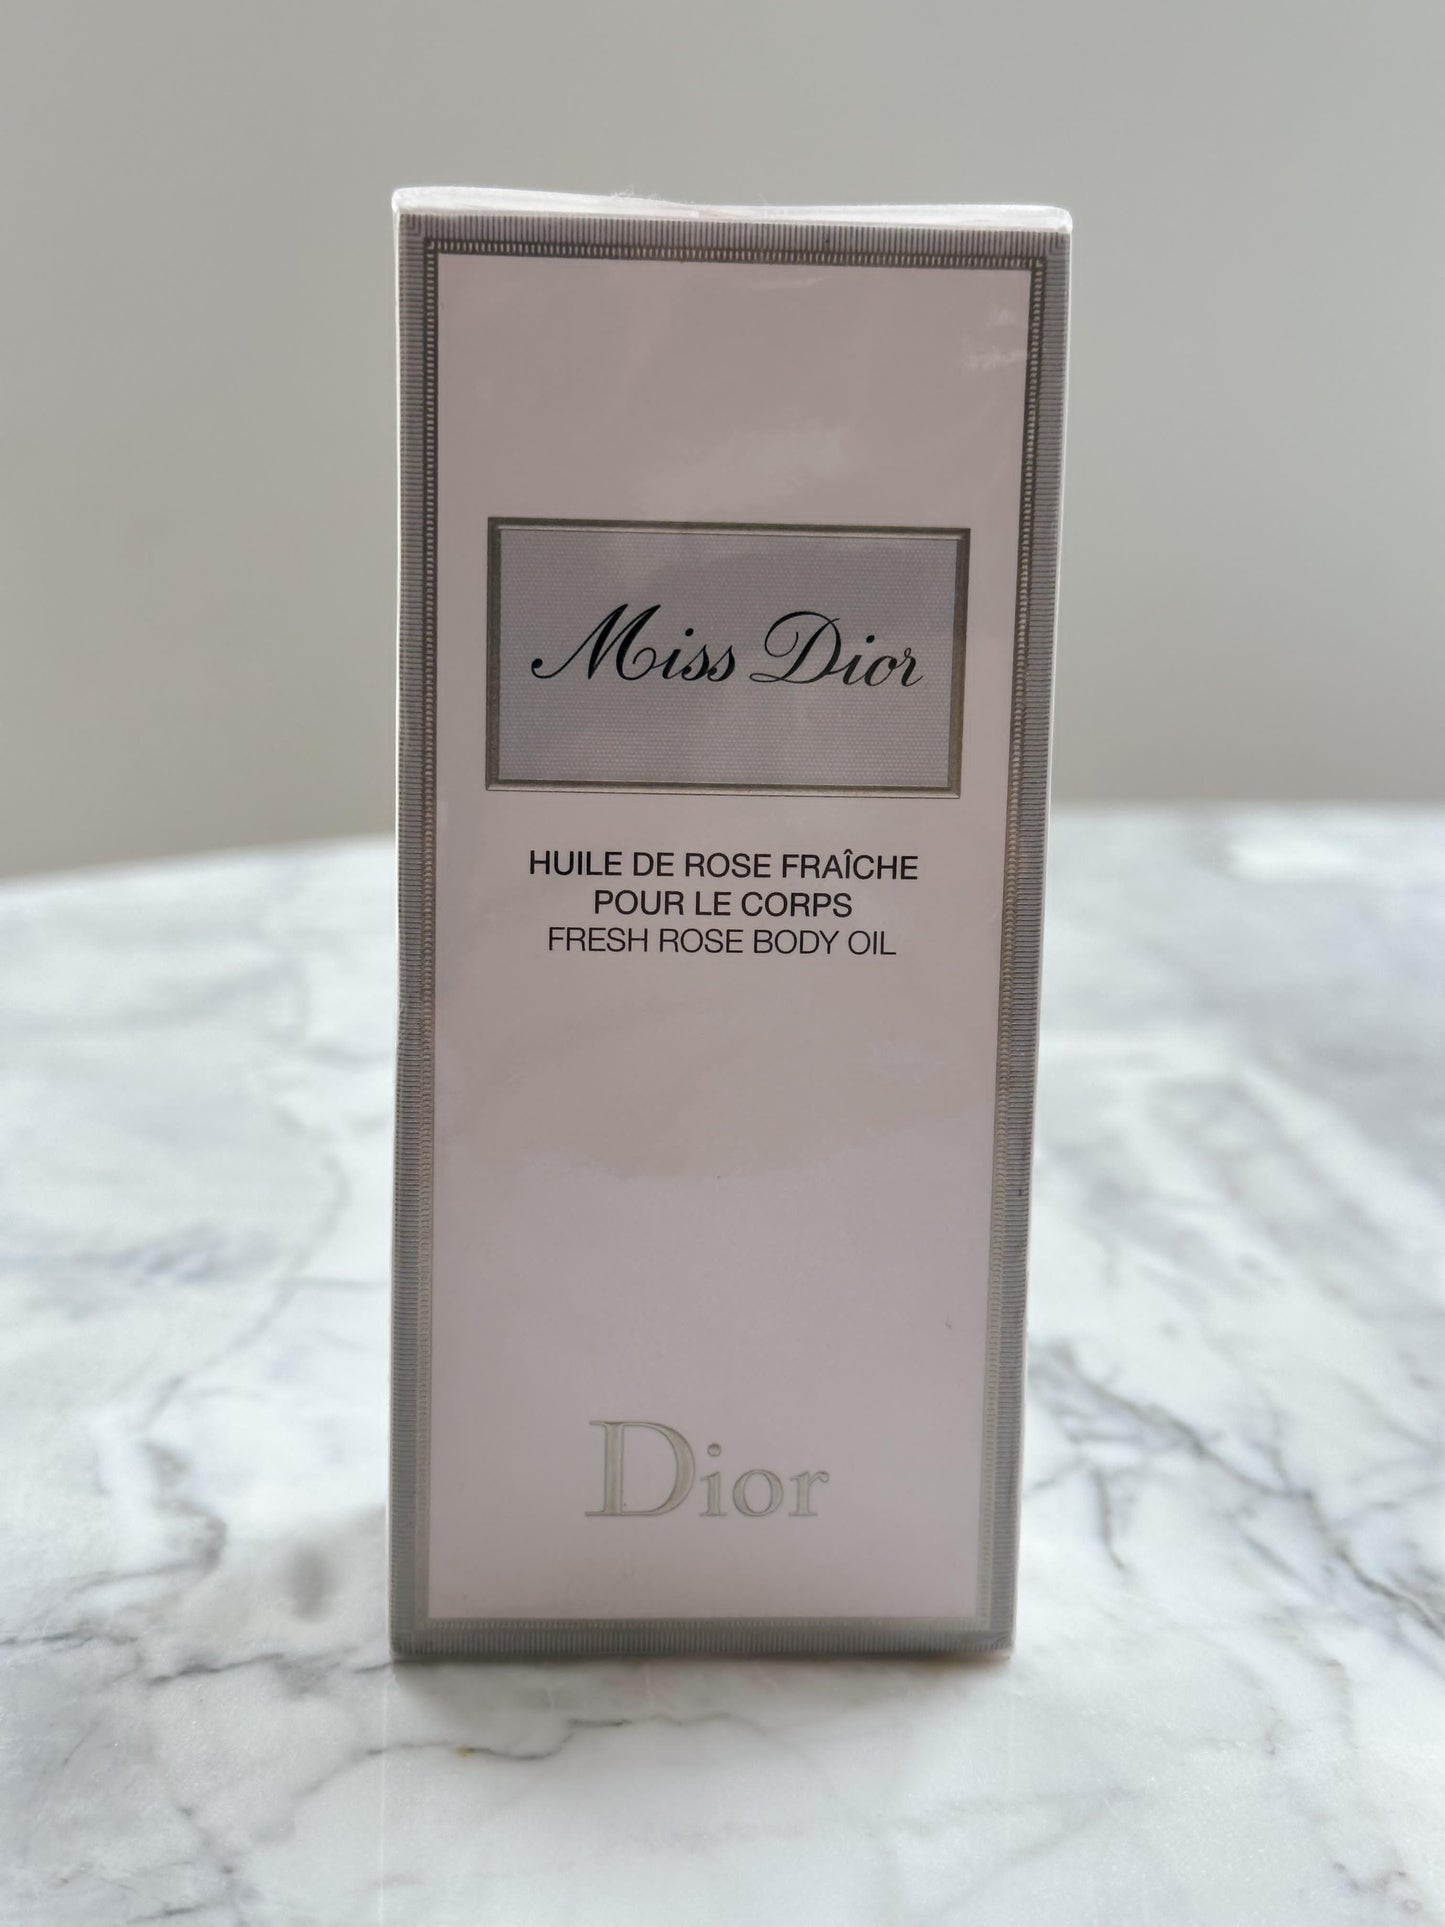 Miss Dior
HUILE DE ROSE FRAÎCHE
POUR LE CORPS
FRESH ROSE BODY OIL
Dior